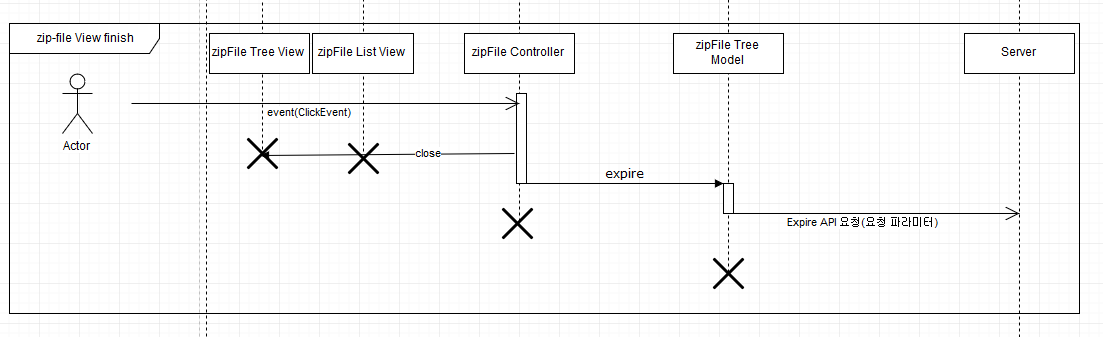 zip-file View finish
zipFile Tree View
zipFile List View
zipFile Controller
zipFile Tree
Model
Server
event(ClickEvent)
Actor
close
expire
Expire API 요청(요청 파라미터)